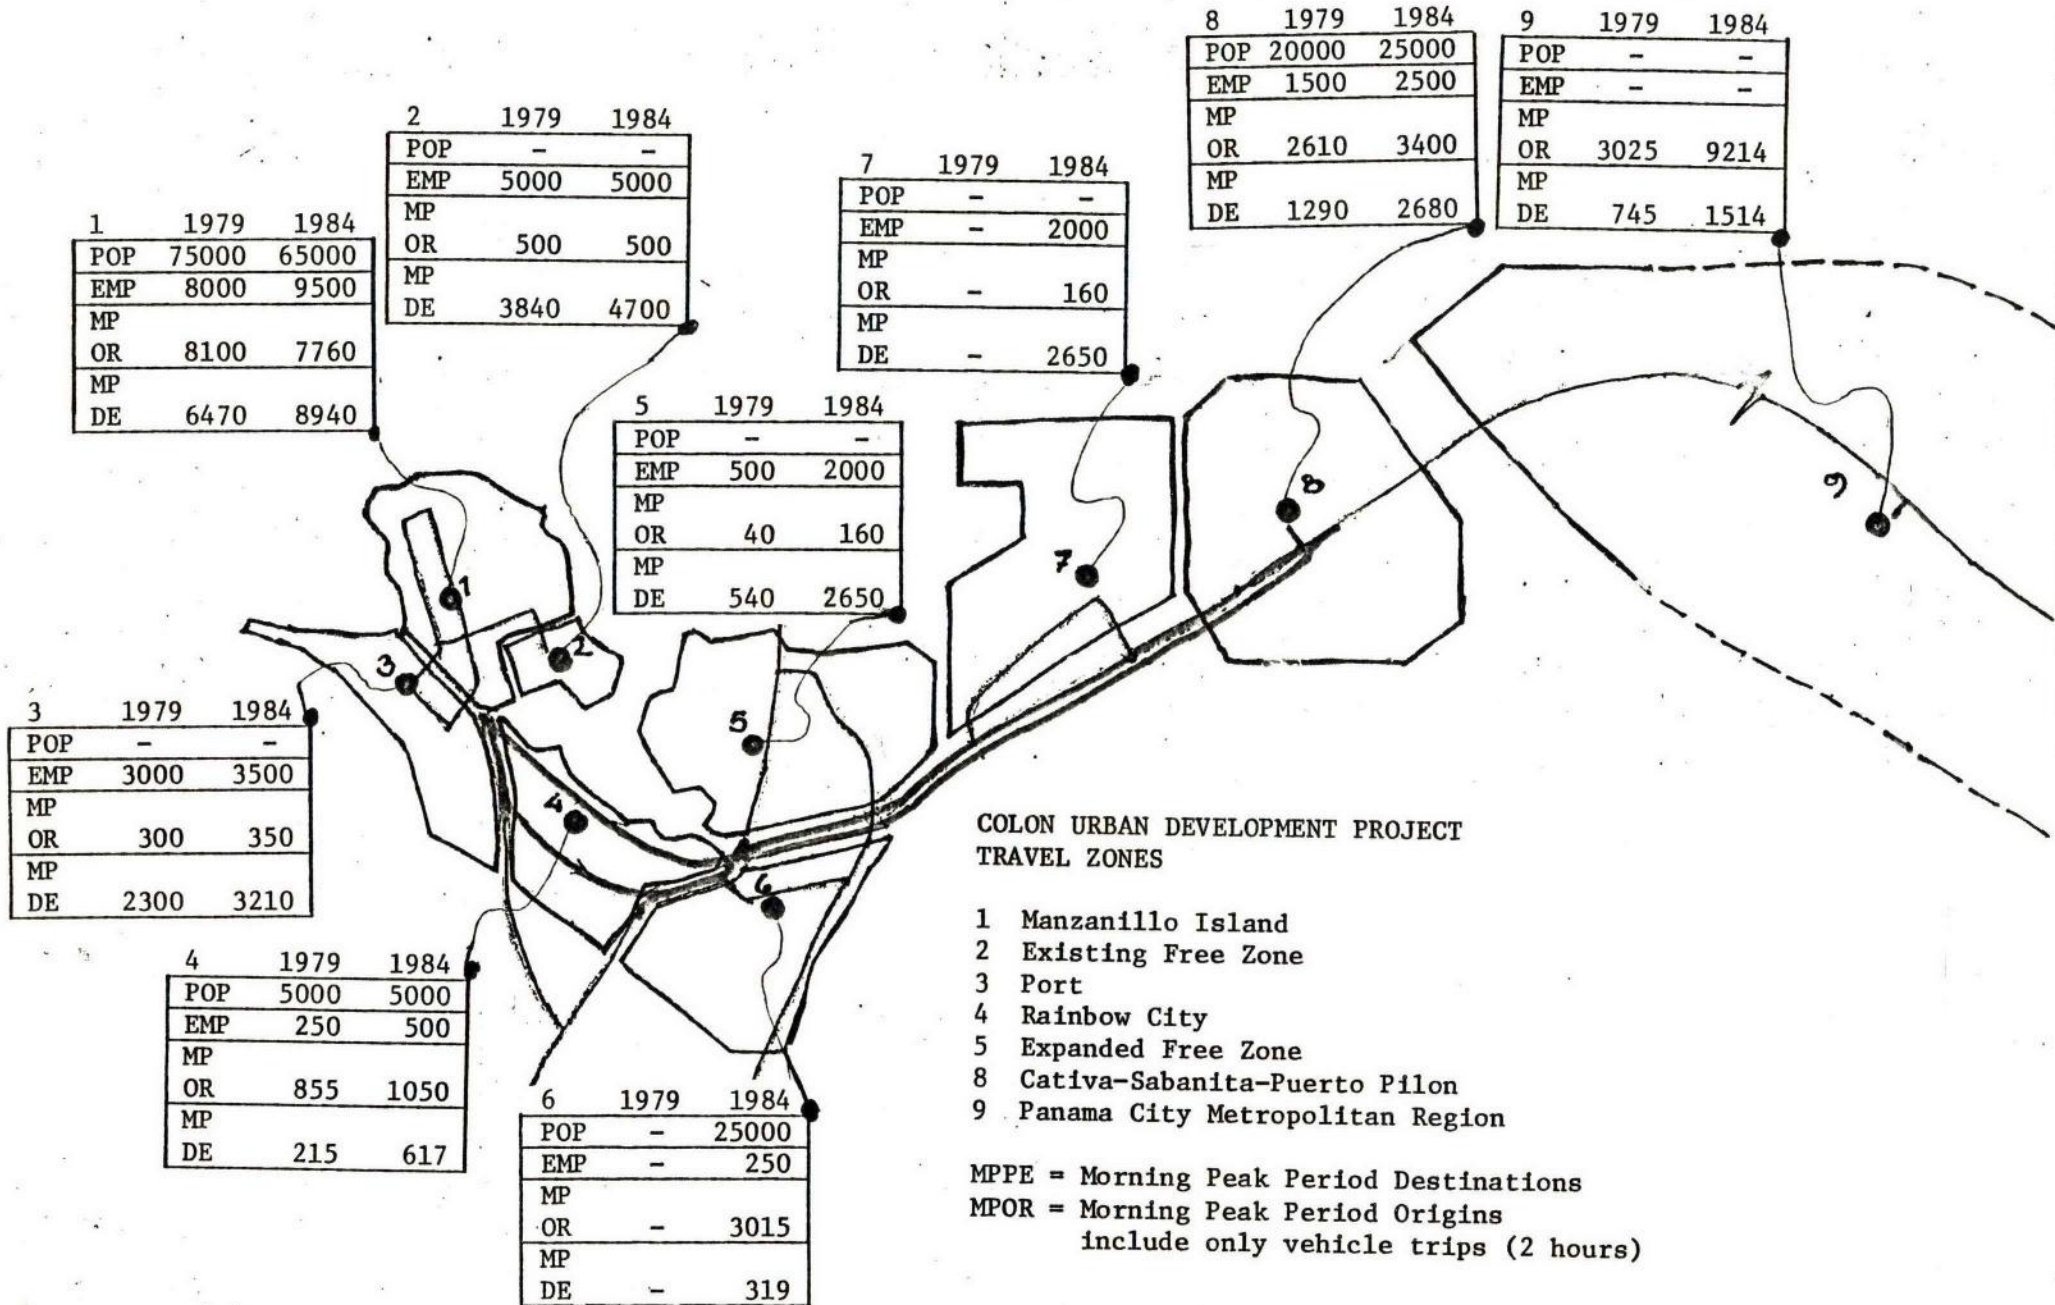 8 1979 1984
POP 20000 25000
EMP 1500 2500
MP
OR 2610 3400
MP
DE 1290 2680
9 1979 1984
POP - -
EMP - -
MP
OR 3025 9214
MP
DE 745 1514
2 1979 1984
POP - -
EMP 5000 5000
MP
OR 500 500
MP
DE 3840 4700
7 1979 1984
POP - -
EMP - 2000
MP
OR - 160
MP
DE - 2650
1 1979 1984
POP 75000 65000
EMP 8000 9500
MP
OR 8100 7760
MP
DE 6470 8940
5 1979 1984
POP - -
EMP 500 2000
MP
OR 40 160
MP
DE 540 2650
1
2
3
4
5
6
7
8
9
3 1979 1984
POP - -
EMP 3000 3500
MP
OR 300 350
MP
DE 2300 3210
4 1979 1984
POP 5000 5000
EMP 250 500
MP
OR 855 1050
MP
DE 215 617
6 1979 1984
POP - 25000
EMP - 250
MP
OR - 3015
MP
DE - 319
COLON URBAN DEVELOPMENT PROJECT
TRAVEL ZONES
1 Manzanillo Island
2 Existing Free Zone
3 Port
4 Rainbow City
5 Expanded Free Zone
8 Cativa-Sabanita-Puerto Pilon
9 Panama City Metropolitan Region
MPPE = Morning Peak Period Destinations
MPOR = Morning Peak Period Origins
include only vehicle trips (2 hours)